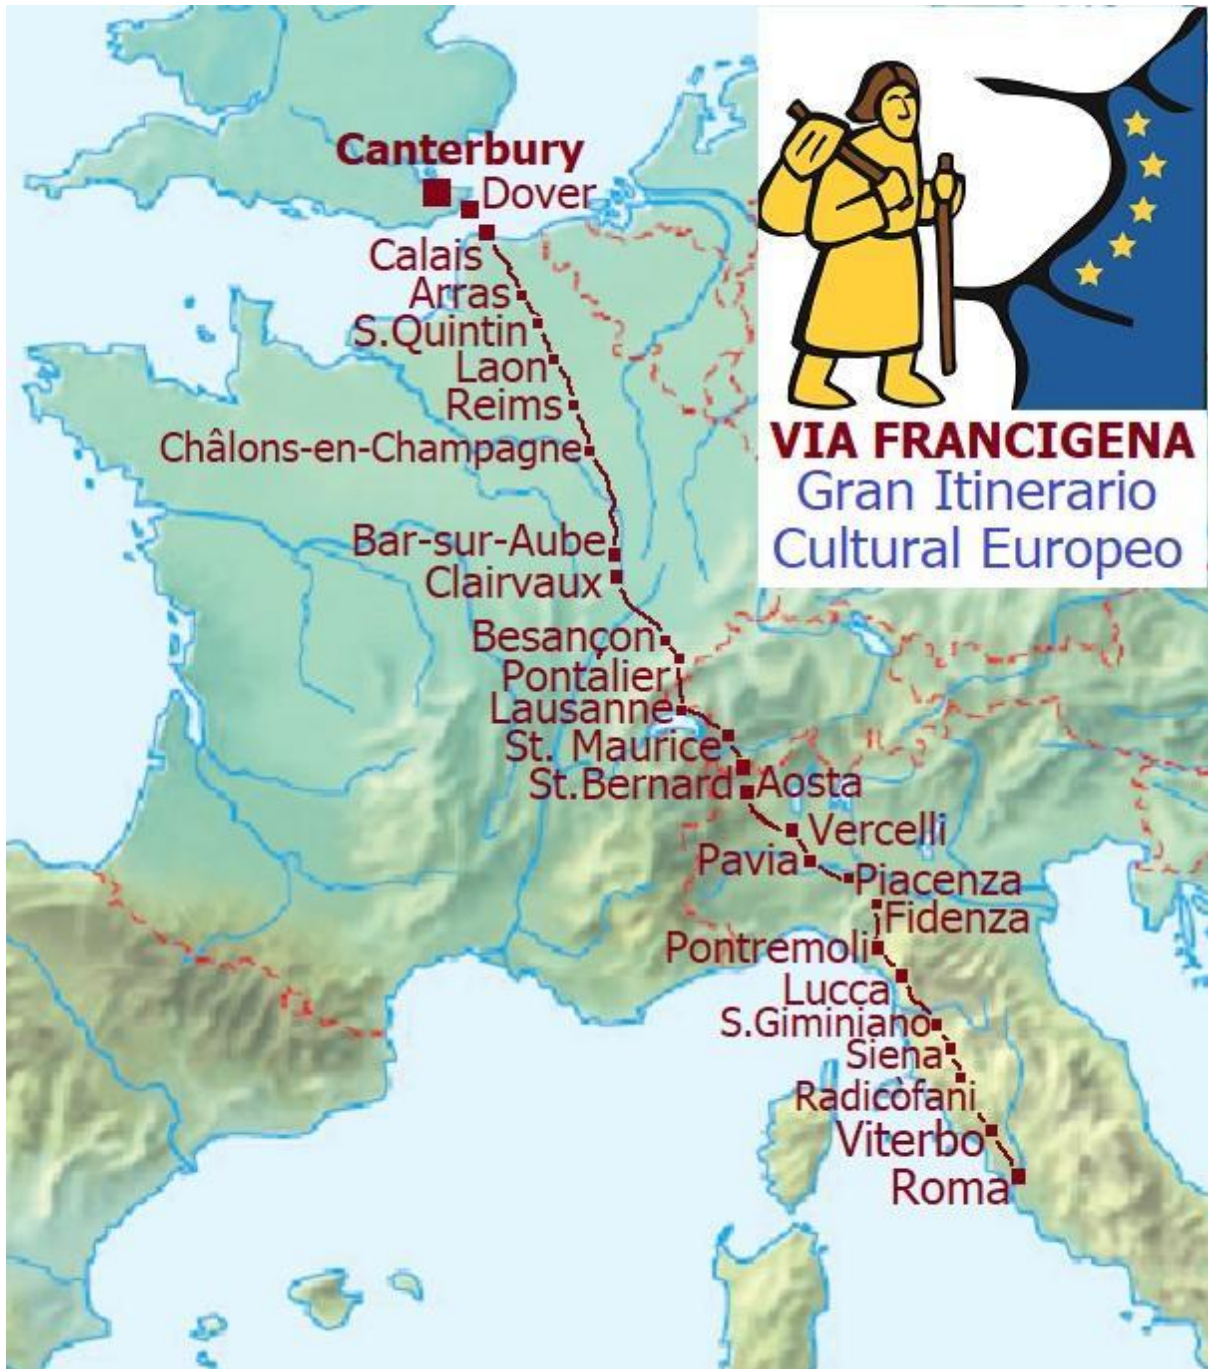 Canterbury
Dover
Calais
Arras
S.Quintin
Laon
Reims
Châlons-en-Champagne
Bar-sur-Aube
Clairvaux
Besançon
Pontalier
Lausanne
St. Maurice
St.Bernard
Aosta
Vercelli
Pavia
Piacenza
Fidenza
Pontremoli
Lucca
S.Giminiano
Siena
Radicofani
Viterbo
Roma
VIA FRANCIGENA
Gran Itinerario
Cultural Europeo